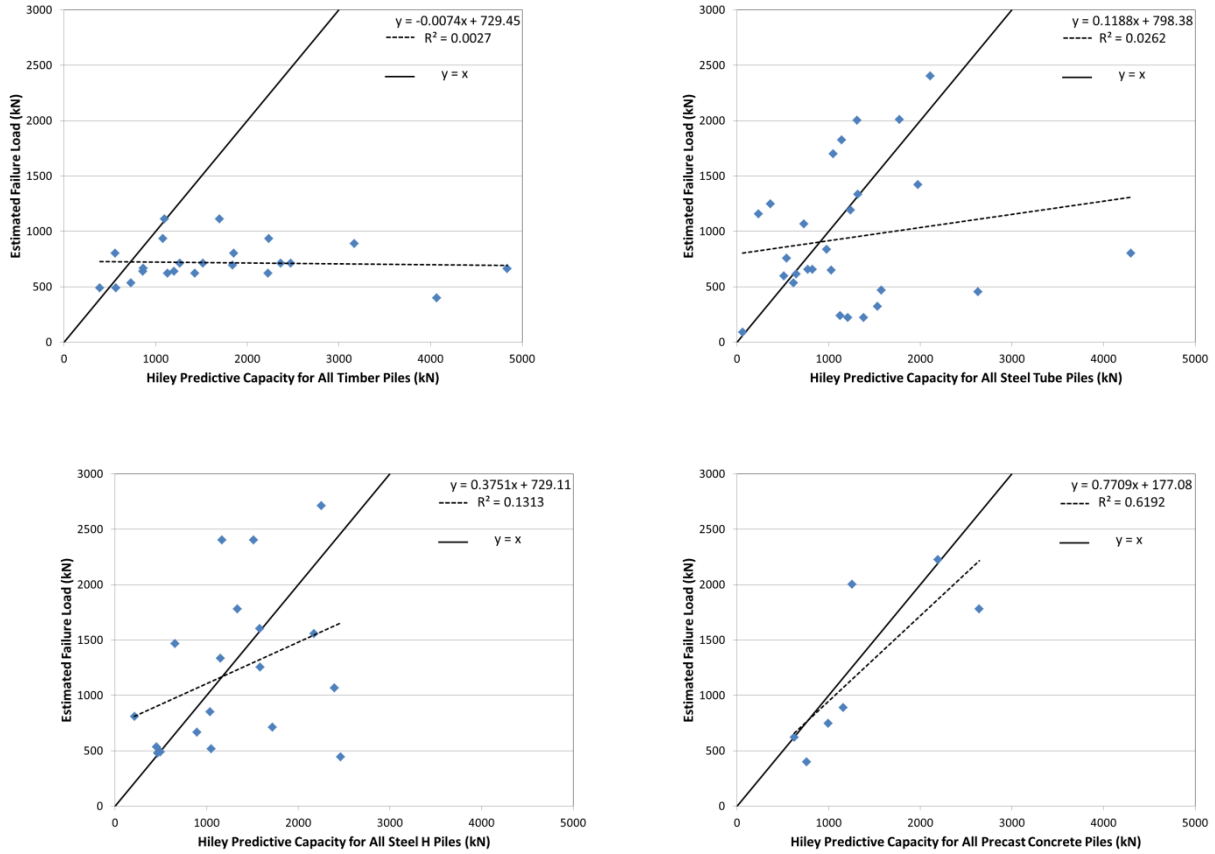 3000
2500
2000
1500
1000
500
0
Estimated Failure Load (kN)
y = -0.0074x + 729.45
R² = 0.0027
y = x
0 1000 2000 3000 4000 5000
Hiley Predictive Capacity for All Timber Piles (kN)
3000
2500
2000
1500
1000
500
0
Estimated Failure Load (kN)
y = 0.1188x + 798.38
R² = 0.0262
y = x
0 1000 2000 3000 4000 5000
Hiley Predictive Capacity for All Steel Tube Piles (kN)
3000
2500
2000
1500
1000
500
0
Estimated Failure Load (kN)
y = 0.3751x + 729.11
R² = 0.1313
y = x
0 1000 2000 3000 4000 5000
Hiley Predictive Capacity for All Steel H Piles (kN)
3000
2500
2000
1500
1000
500
0
Estimated Failure Load (kN)
y = 0.7709x + 177.08
R² = 0.6192
y = x
0 1000 2000 3000 4000 5000
Hiley Predictive Capacity for All Precast Concrete Piles (kN)